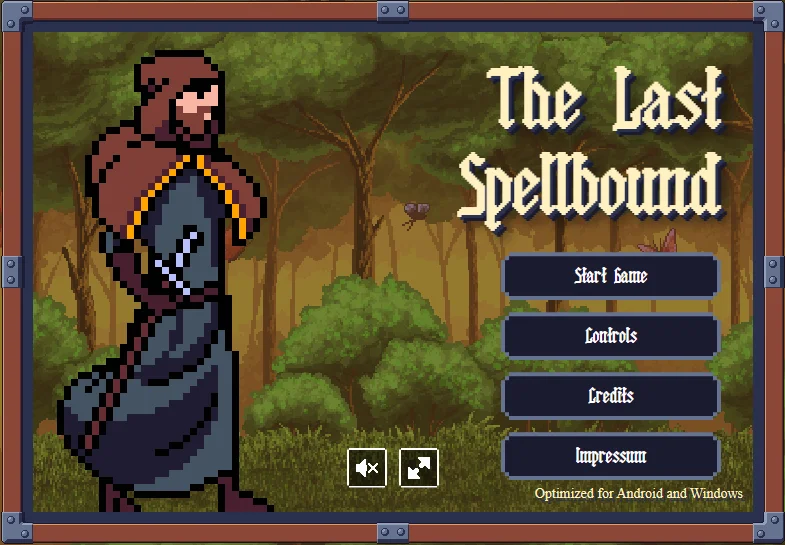 The Last
Spellbound
Start Game
Controls
Credits
Impressum
Optimized for Android and Windows